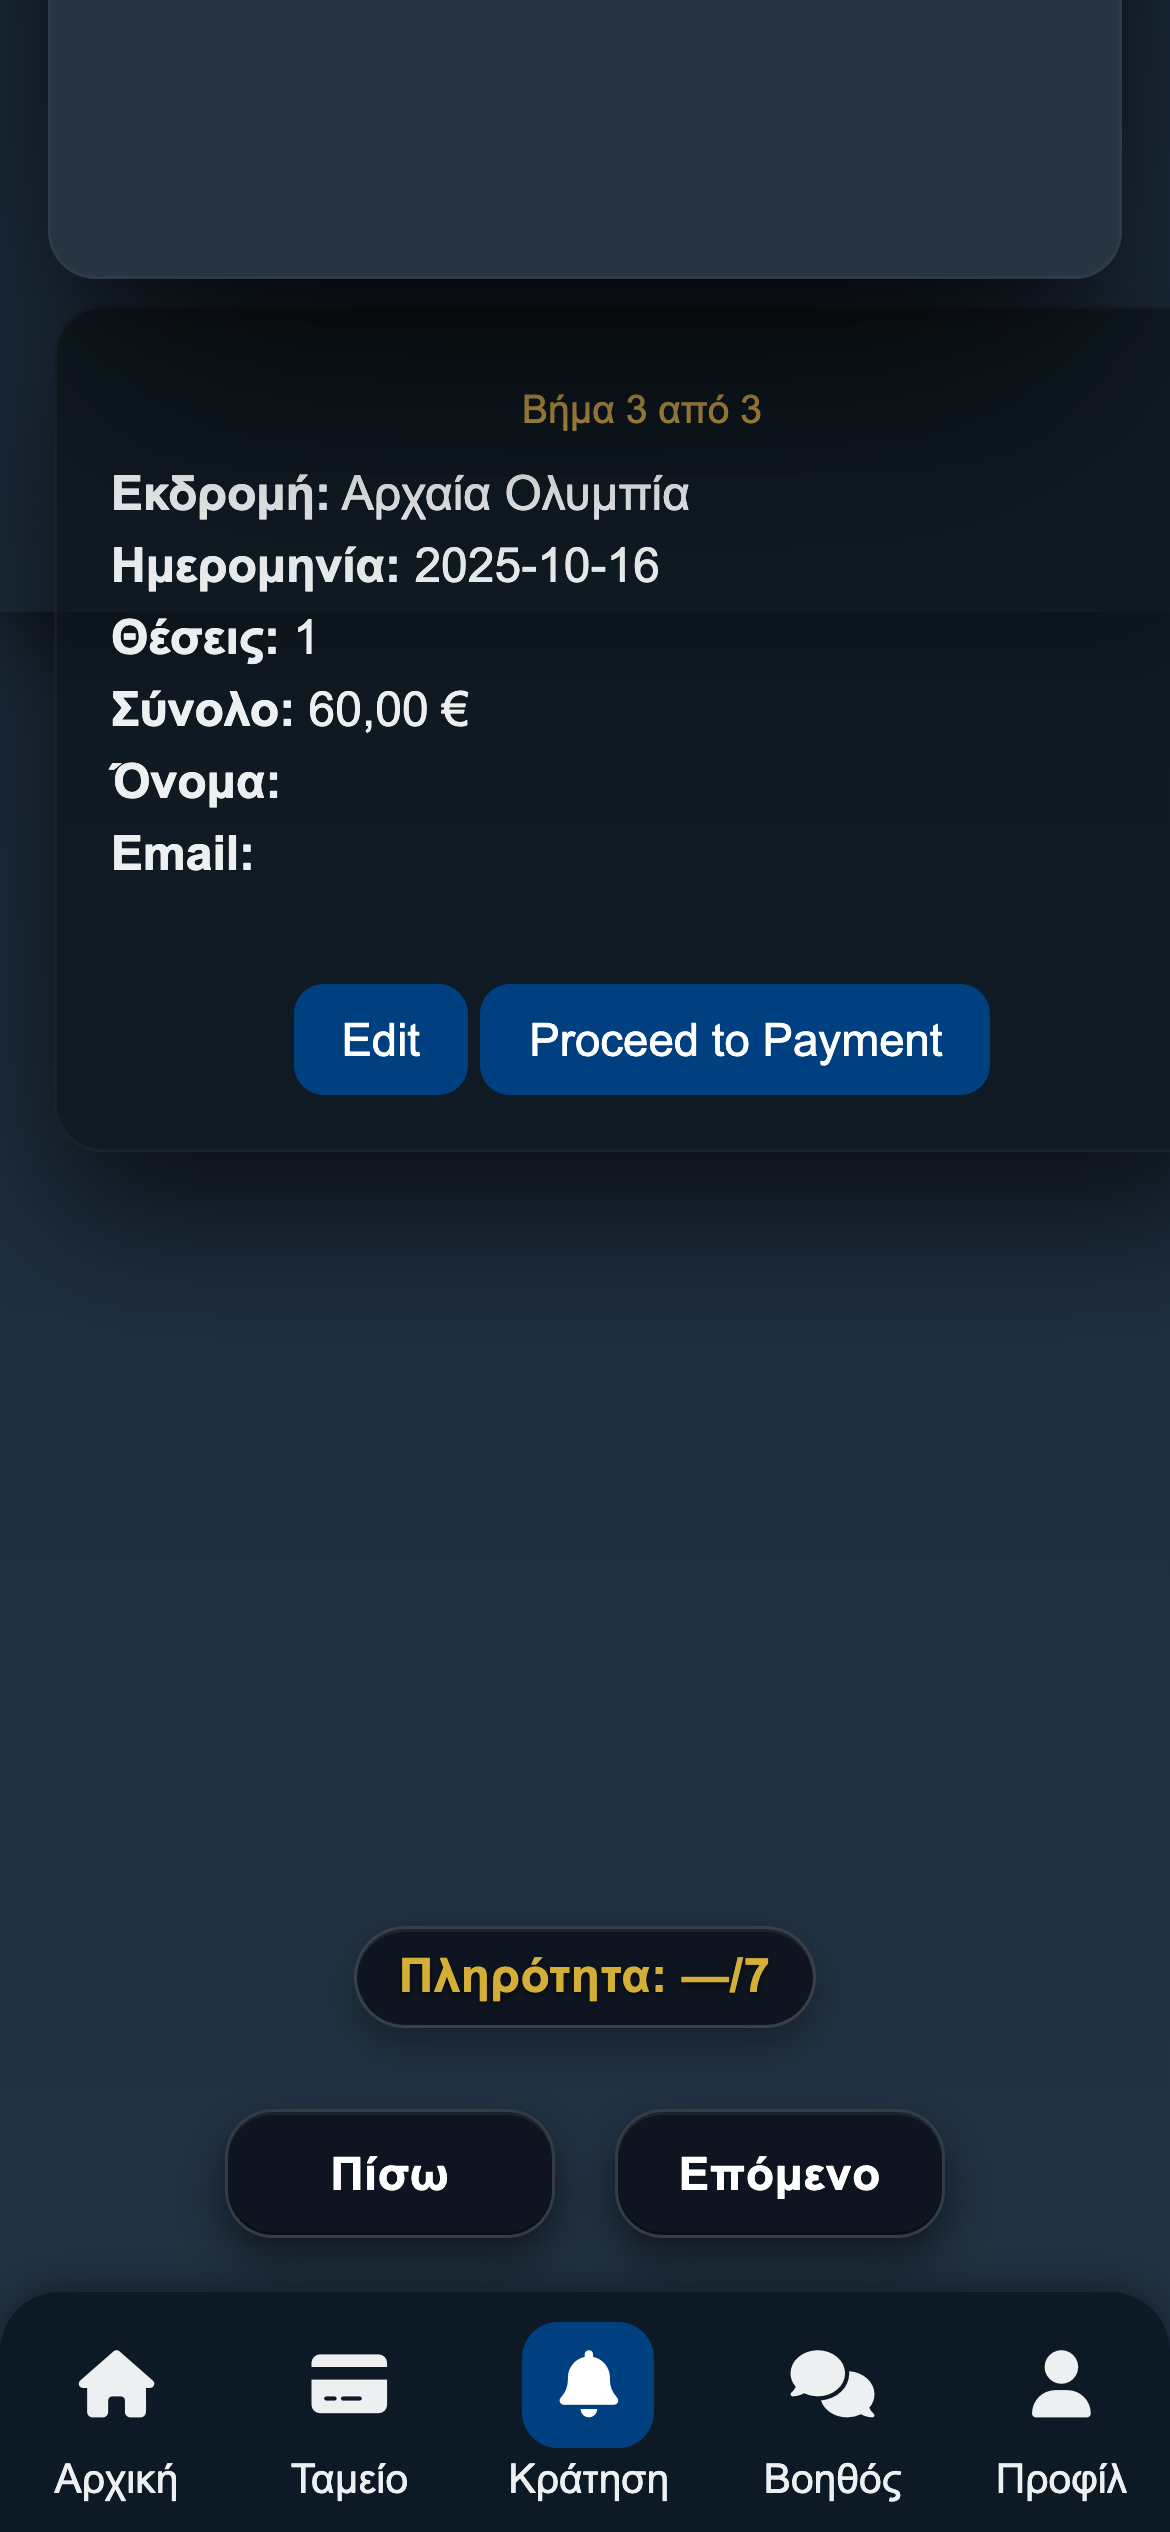 Βήμα 3 από 3
Εκδρομή: Αρχαία Ολυμπία
Ημερομηνία: 2025-10-16
Θέσεις: 1
Σύνολο: 60,00 €
Όνομα:
Email:
Edit
Proceed to Payment
Πληρότητα: —/7
Πίσω
Επόμενο
Αρχική
Ταμείο
Κράτηση
Βοηθός
Προφίλ